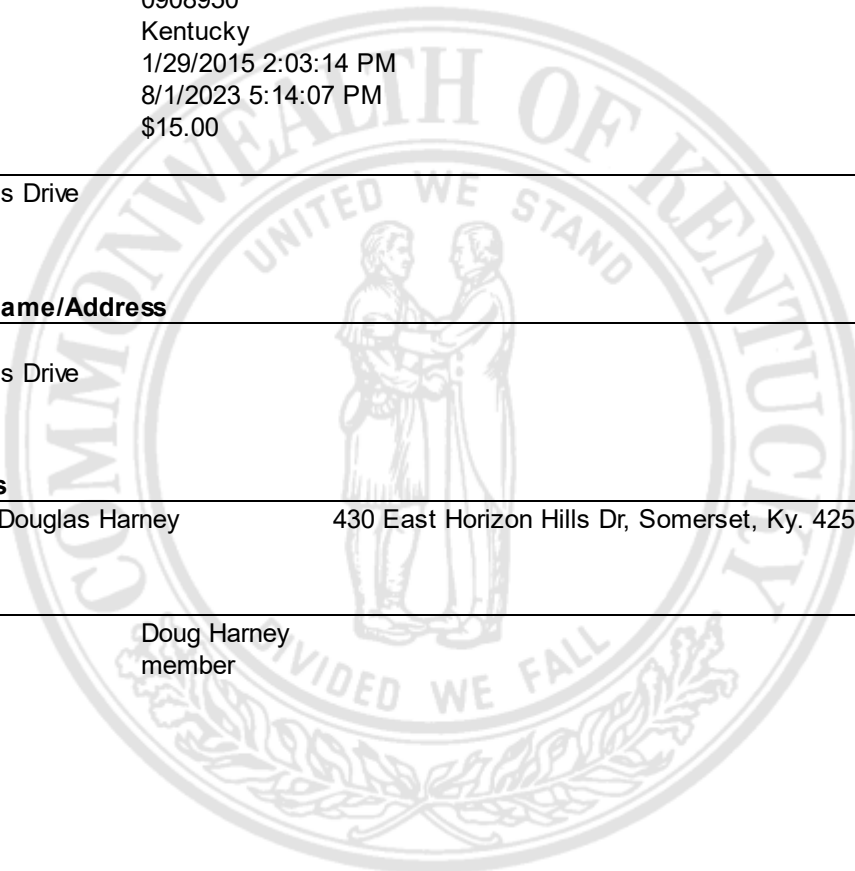 0908950
Kentucky
1/29/2015 2:03:14 PM
8/1/2023 5:14:07 PM
$15.00
s Drive
ame/Address
s Drive
s
Douglas Harney 430 East Horizon Hills Dr, Somerset, Ky. 425
Doug Harney
member
COMMONWEALTH OF KENTUCKY
UNITED WE STAND
DIVIDED WE FALL